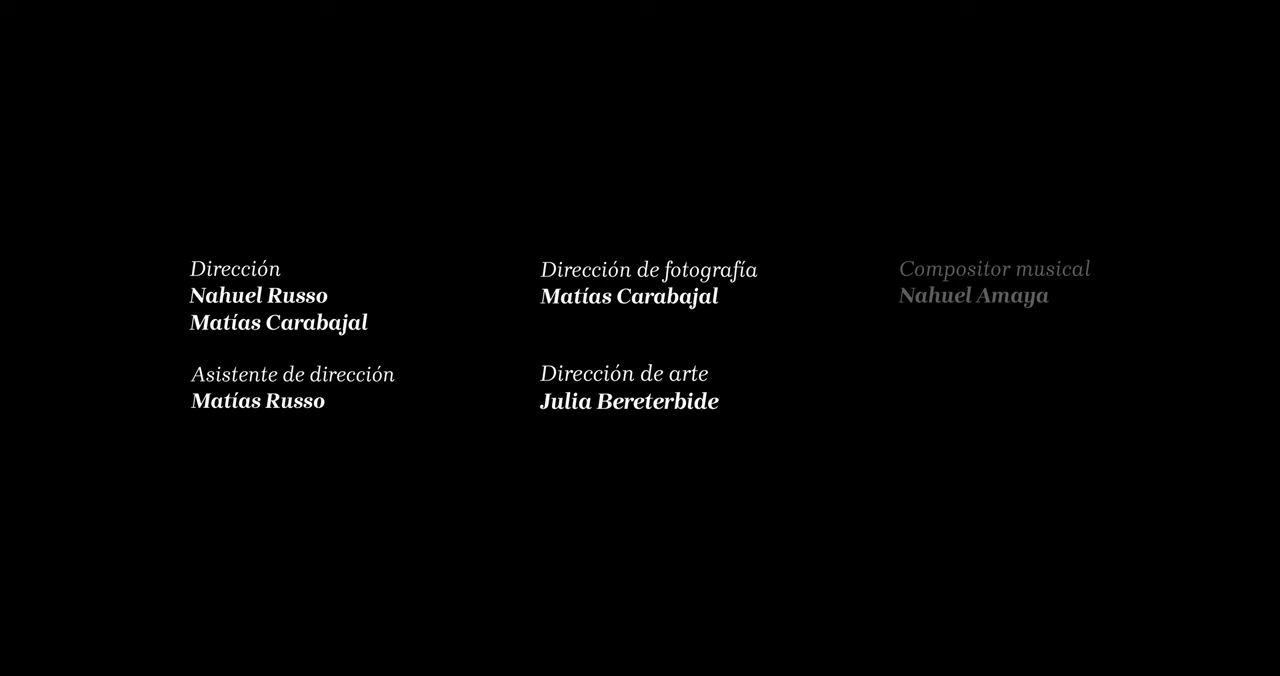 Dirección
Nahuel Russo
Matías Carabajal
Asistente de dirección
Matías Russo
Dirección de fotografía
Matías Carabajal
Dirección de arte
Julia Bereterbide
Compositor musical
Nahuel Amaya